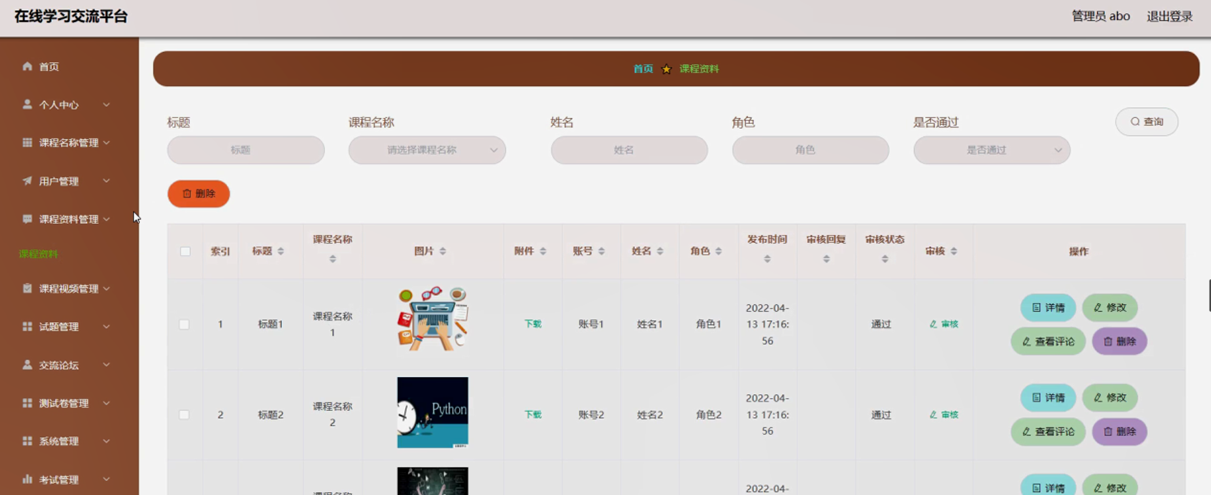 在线学习交流平台
管理员 abo 退出登录
首页
个人中心
课程名称管理
用户管理
课程资料管理
课程资料
课程视频管理
试题管理
交流论坛
测试卷管理
系统管理
考试管理
首页 课程资料
标题 课程名称 姓名 角色 是否通过
标题 请选择课程名称 姓名 角色 是否通过 查询
删除
索引 标题 课程名称 图片 附件 账号 姓名 角色 发布时间 审核回复 审核状态 审核 操作
1 标题1 课程名称
1 下载 账号1 姓名1 角色1 2022-04-
13 17:16:
56 通过 审核 详情 修改
查看评论 删除
2 标题2 课程名称
2 Python 下载 账号2 姓名2 角色2 2022-04-
13 17:16:
56 通过 审核 详情 修改
查看评论 删除
2022-04-
详情 修改